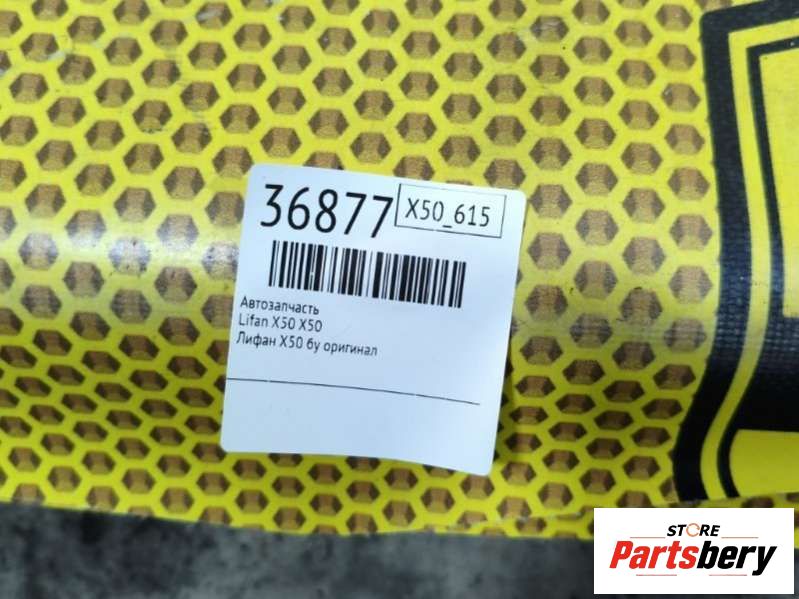 36877
X50_615
Автозапчасть
Lifan X50 X50
Лифан X50 бу оригинал
STORE
Partsbery